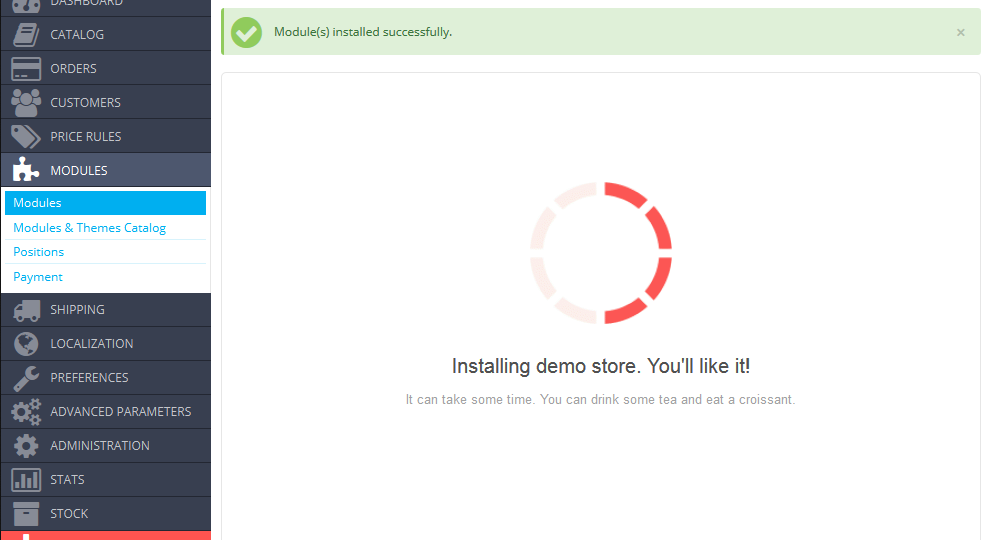 DASHBOARD
CATALOG
ORDERS
CUSTOMERS
PRICE RULES
MODULES
Modules
Modules & Themes Catalog
Positions
Payment
SHIPPING
LOCALIZATION
PREFERENCES
ADVANCED PARAMETERS
ADMINISTRATION
STATS
STOCK
Module(s) installed successfully.
×
Installing demo store. You'll like it!
It can take some time. You can drink some tea and eat a croissant.